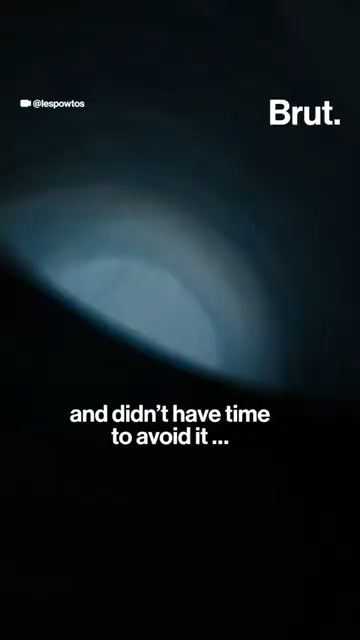 @lespowtos
Brut.
and didn't have time
to avoid it ...